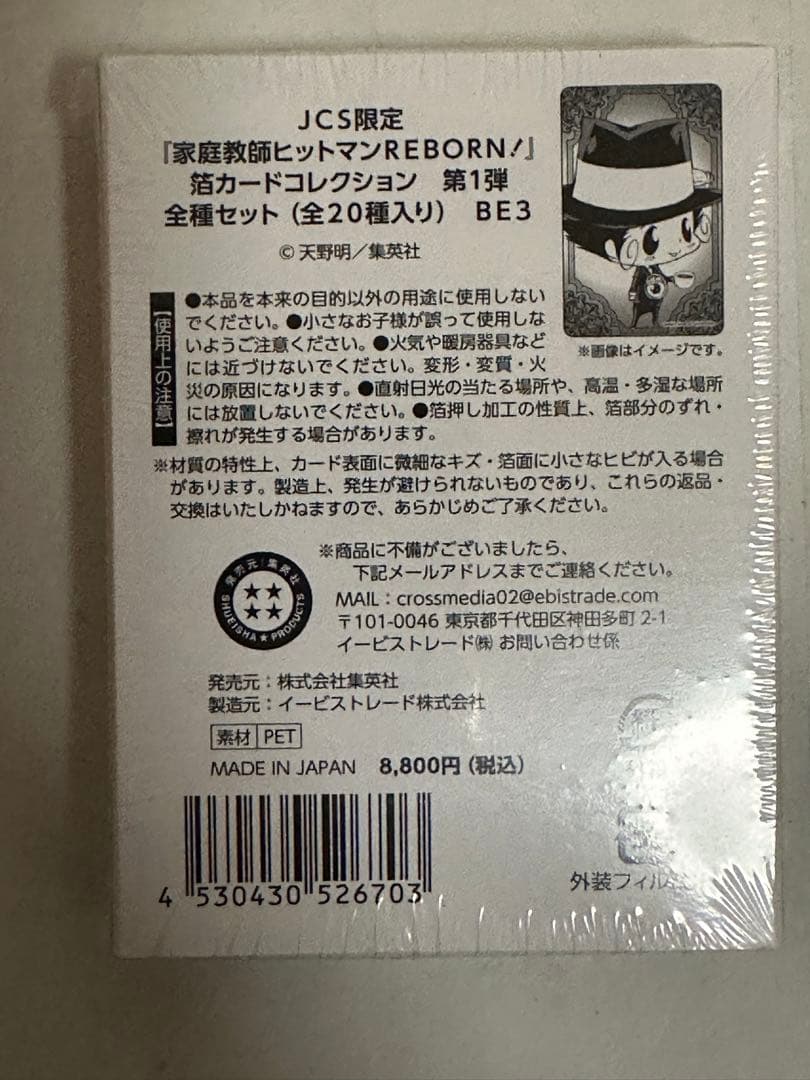 JCS限定
『家庭教師ヒットマンREBORN!』
箔カードコレクション 第1弾
全種セット(全20種入り) BE3
©天野明/集英社
※画像はイメージです。
【使用上の注意】
●本品を本来の目的以外の用途に使用しない
でください。●小さなお子様が誤って使用しな
いようご注意ください。●火気や暖房器具など
には近づけないでください。変形・変質・火
災の原因になります。●直射日光の当たる場所や、高温・多湿な場所
には放置しないでください。●箔押し加工の性質上、箔部分のずれ・
擦れが発生する場合があります。
※材質の特性上、カード表面に微細なキズ・箔面に小さなヒビが入る場合
があります。製造上、発生が避けられないものであり、これらの返品・
交換はいたしかねますので、あらかじめご了承ください。
発売元/集英社
SHUEISHA★PRODUCTS
※商品に不備がございましたら、
下記メールアドレスまでご連絡ください。
MAIL:crossmedia02@ebistrade.com
〒101-0046 東京都千代田区神田多町 2-1
イービストレード㈱ お問い合わせ係
発売元:株式会社集英社
製造元:イービストレード株式会社
素材 PET
MADE IN JAPAN 8,800円(税込)
4 530430 526703
外装フィル